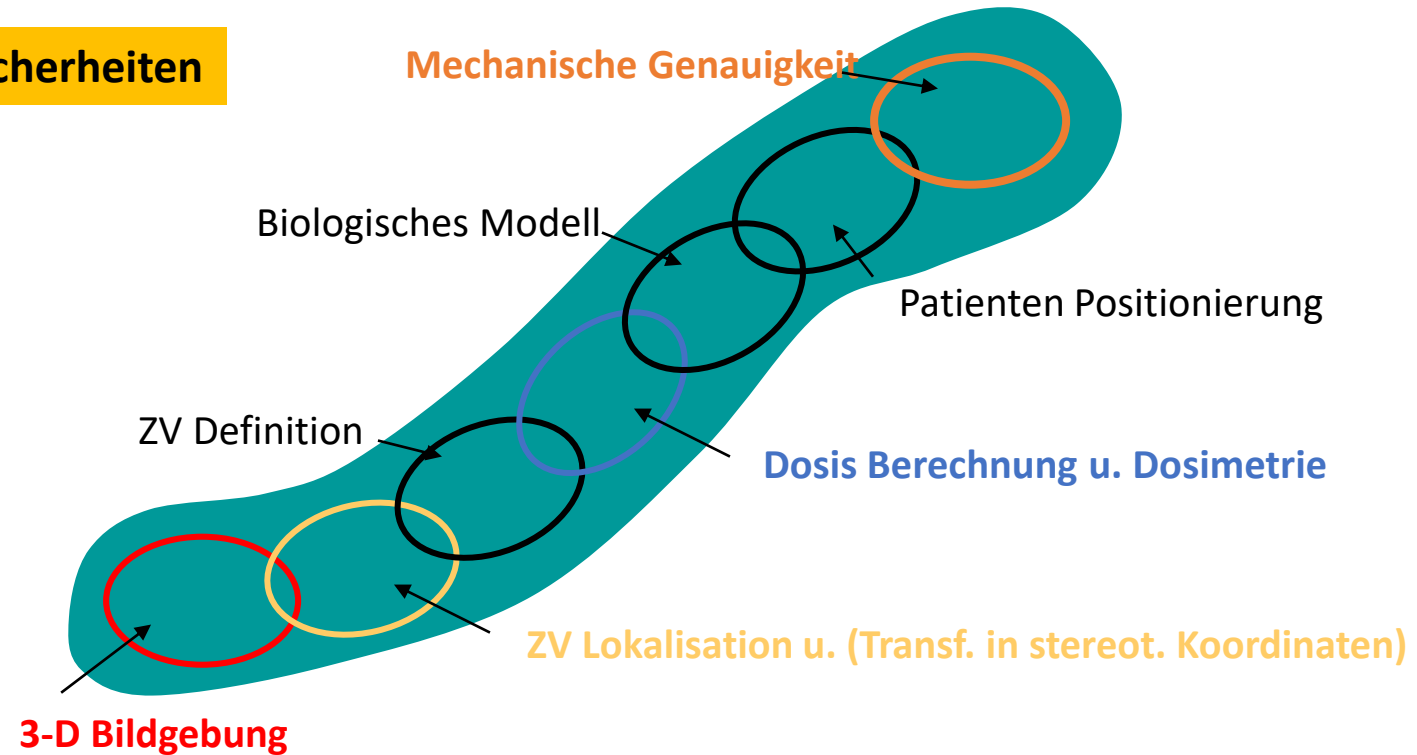 cherheiten
Mechanische Genauigkeit
Biologisches Modell
Patienten Positionierung
ZV Definition
Dosis Berechnung u. Dosimetrie
ZV Lokalisation u. (Transf. in stereot. Koordinaten)
3-D Bildgebung